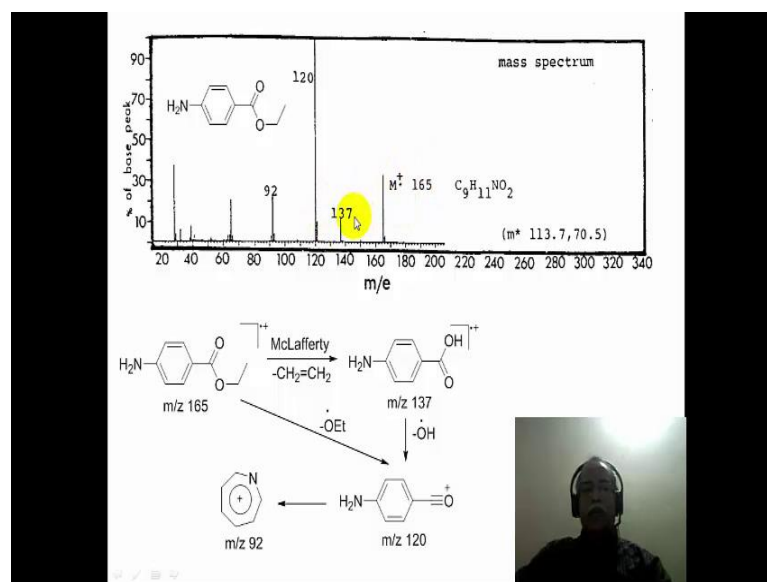 90
70
50
30
10
% of base peak
mass spectrum
120
H₂N
O
O
92
137
M⁺· 165 C₉H₁₁NO₂
(m* 113.7,70.5)
20 40 60 80 100 120 140 160 180 200 220 240 260 280 300 320 340
m/e
H₂N
O
O
·+
m/z 165
McLafferty
-CH₂=CH₂
H₂N
OH
O
·+
m/z 137
-ȮEt
-ȮH
N
+
m/z 92
H₂N
O
+
m/z 120